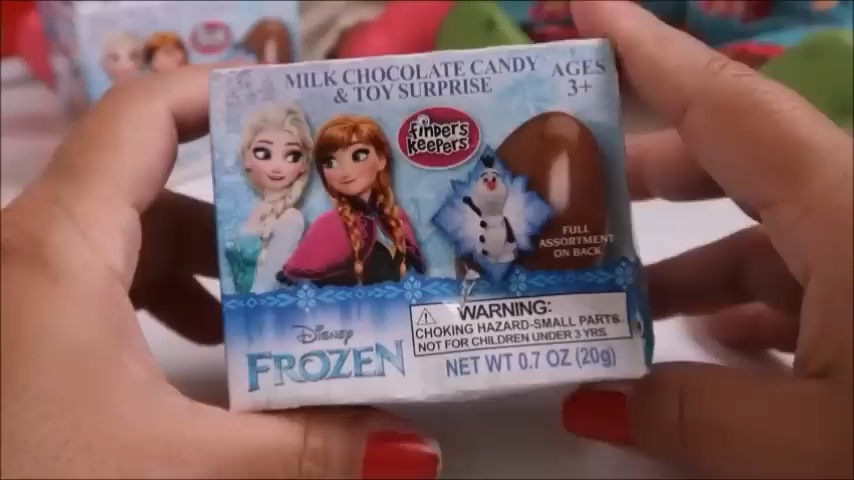 MILK CHOCOLATE CANDY
& TOY SURPRISE
AGES
3+
finders
keepers
FULL
ASSORTMENT
ON BACK
WARNING:
CHOKING HAZARD-SMALL PARTS
NOT FOR CHILDREN UNDER 3 YRS.
Disney
FROZEN
NET WT 0.7 OZ (20g)